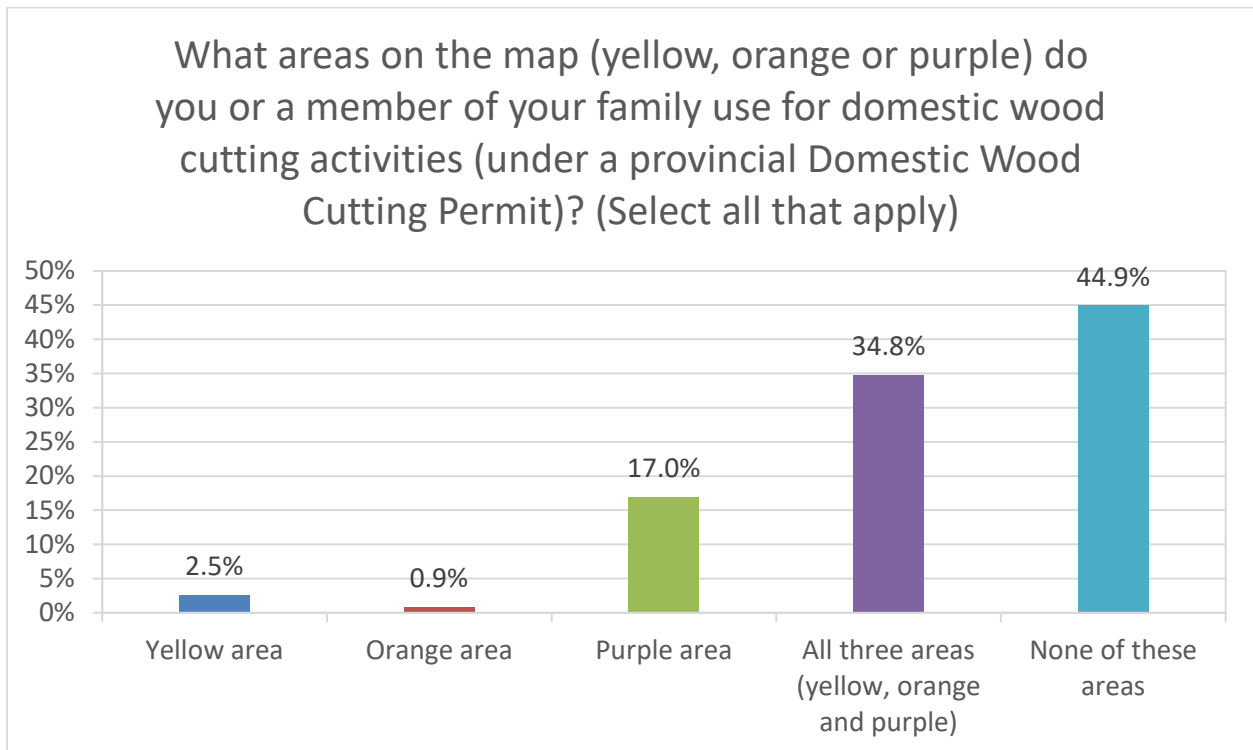 What areas on the map (yellow, orange or purple) do
you or a member of your family use for domestic wood
cutting activities (under a provincial Domestic Wood
Cutting Permit)? (Select all that apply)
50%
45%
40%
35%
30%
25%
20%
15%
10%
5%
0%
2.5%
0.9%
17.0%
34.8%
44.9%
Yellow area
Orange area
Purple area
All three areas
(yellow, orange
and purple)
None of these
areas